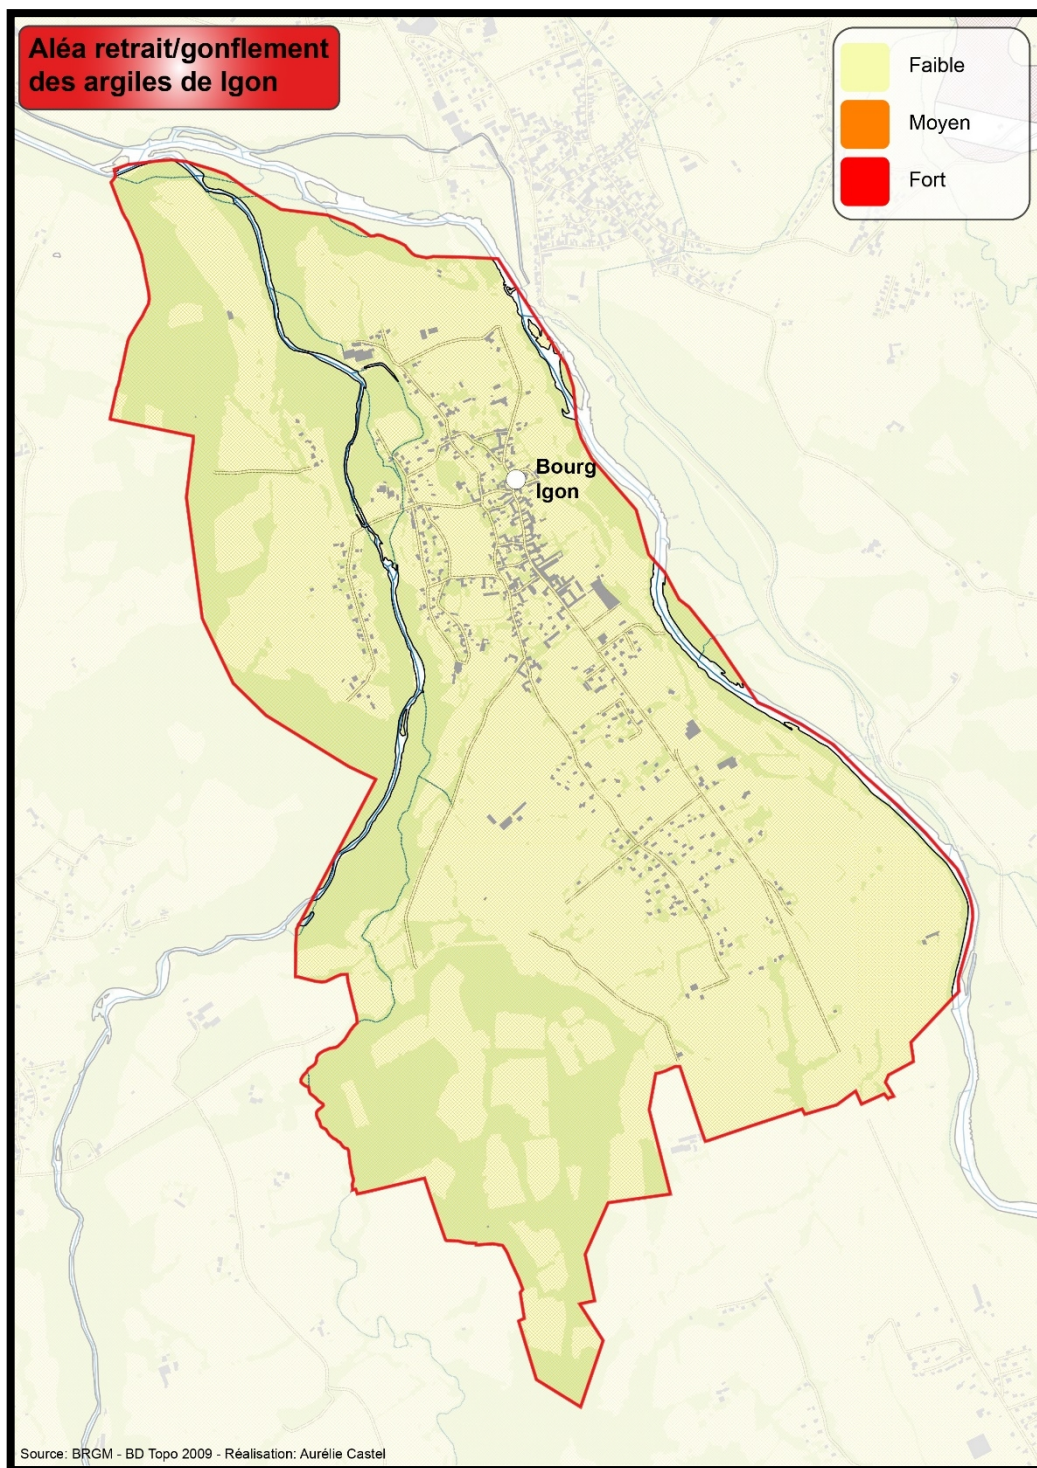 Aléa retrait/gonflement
des argiles de Igon
Faible
Moyen
Fort
Bourg
Igon
Source: BRGM - BD Topo 2009 - Réalisation: Aurélie Castel